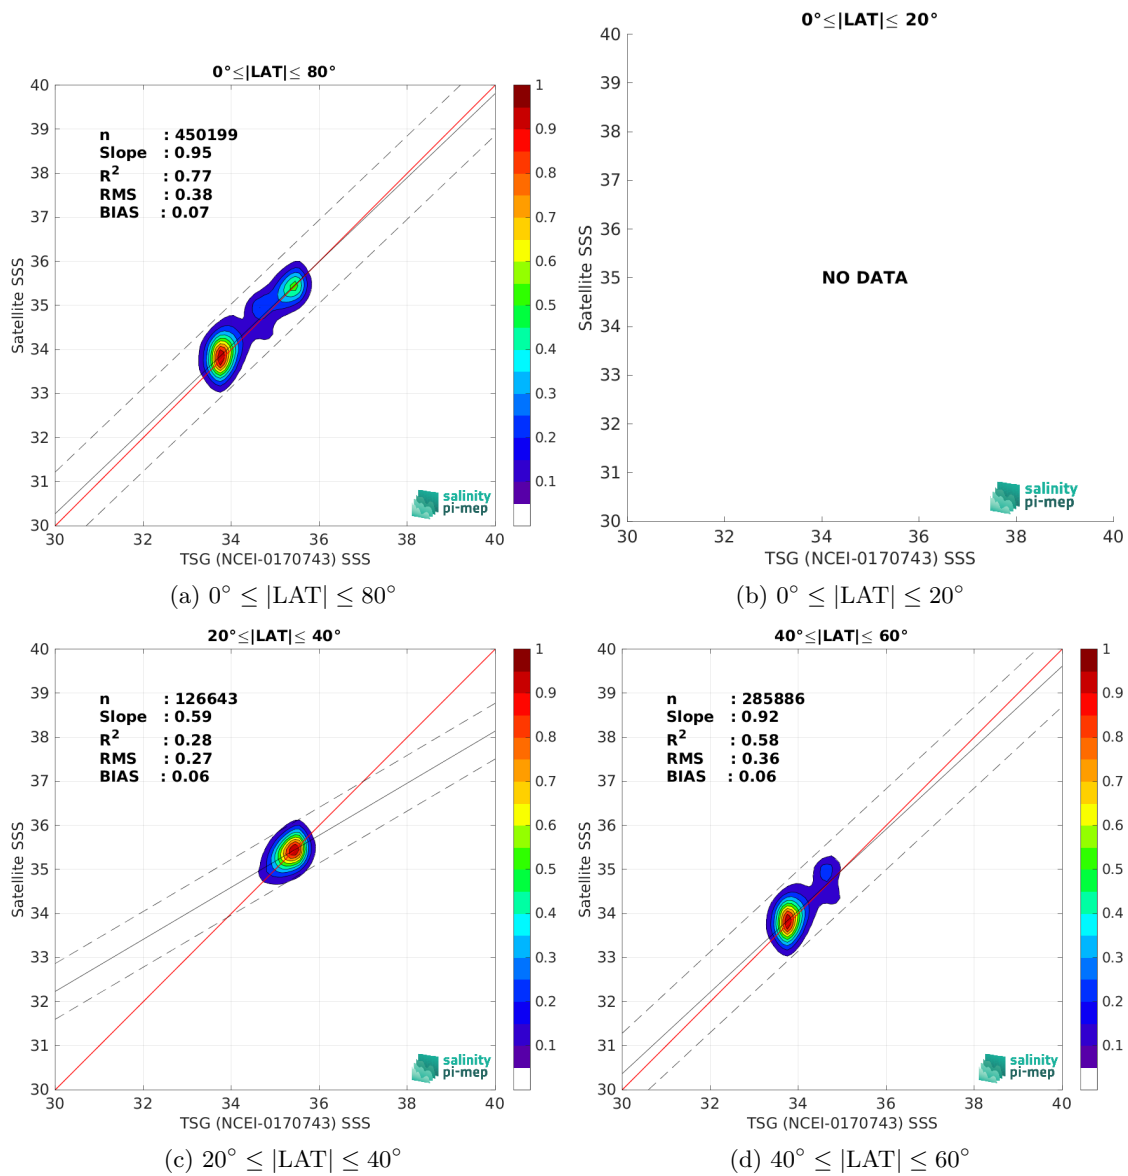 0°≤|LAT|≤ 80°
n : 450199
Slope : 0.95
R² : 0.77
RMS : 0.38
BIAS : 0.07
40
39
38
37
36
35
34
33
32
31
30
Satellite SSS
30 32 34 36 38 40
TSG (NCEI-0170743) SSS
1
0.9
0.8
0.7
0.6
0.5
0.4
0.3
0.2
0.1
salinity
pi-mep
(a) 0° ≤ |LAT| ≤ 80°
0°≤|LAT|≤ 20°
NO DATA
40
39
38
37
36
35
34
33
32
31
30
Satellite SSS
30 32 34 36 38 40
TSG (NCEI-0170743) SSS
salinity
pi-mep
(b) 0° ≤ |LAT| ≤ 20°
20°≤|LAT|≤ 40°
n : 126643
Slope : 0.59
R² : 0.28
RMS : 0.27
BIAS : 0.06
40
39
38
37
36
35
34
33
32
31
30
Satellite SSS
30 32 34 36 38 40
TSG (NCEI-0170743) SSS
1
0.9
0.8
0.7
0.6
0.5
0.4
0.3
0.2
0.1
salinity
pi-mep
(c) 20° ≤ |LAT| ≤ 40°
40°≤|LAT|≤ 60°
n : 285886
Slope : 0.92
R² : 0.58
RMS : 0.36
BIAS : 0.06
40
39
38
37
36
35
34
33
32
31
30
Satellite SSS
30 32 34 36 38 40
TSG (NCEI-0170743) SSS
1
0.9
0.8
0.7
0.6
0.5
0.4
0.3
0.2
0.1
salinity
pi-mep
(d) 40° ≤ |LAT| ≤ 60°